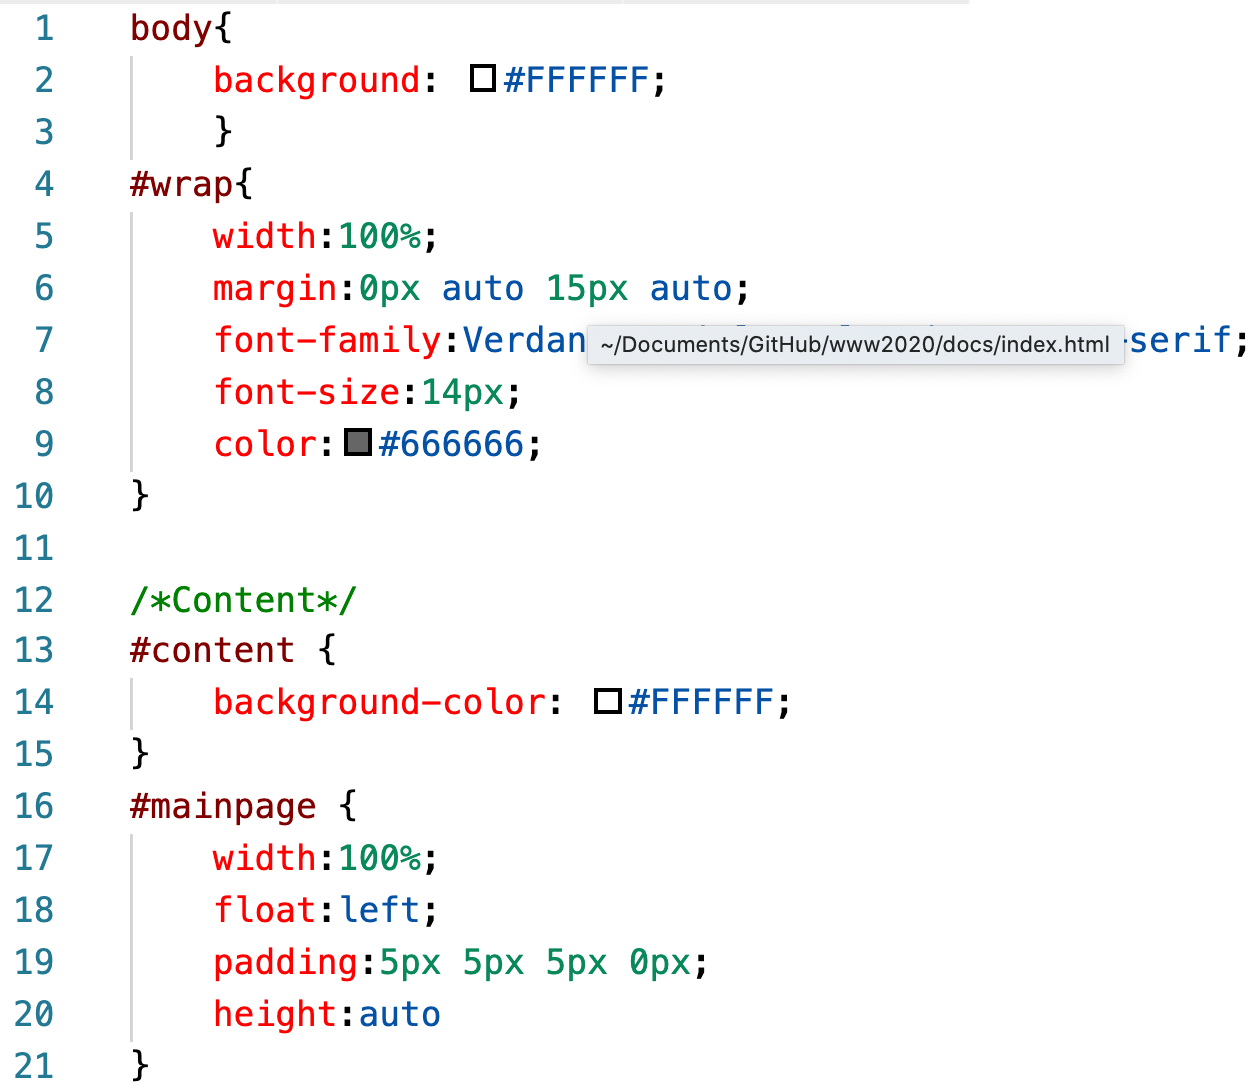 1 body{
2 background: #FFFFFF;
3 }
4 #wrap{
5 width:100%;
6 margin:0px auto 15px auto;
7 font-family: serif;
~/Documents/GitHub/www2020/docs/index.html
8 font-size:14px;
9 color:#666666;
10 }
11
12 /*Content*/
13 #content {
14 background-color: #FFFFFF;
15 }
16 #mainpage {
17 width:100%;
18 float:left;
19 padding:5px 5px 5px 0px;
20 height:auto
21 }